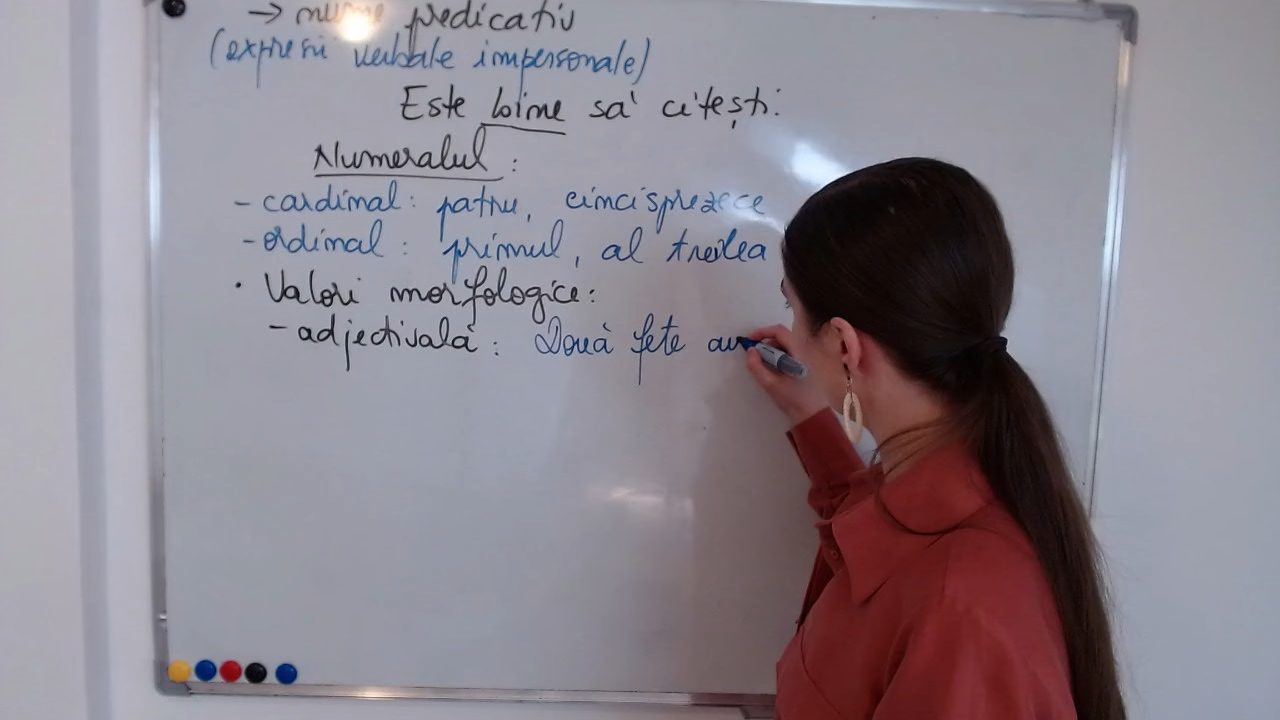 → nume predicativ
(expresii verbale impersonale)
Este bine să citești.
Numeralul :
- cardinal: patru, cincisprezece
- ordinal: primul, al treilea
• Valori morfologice:
- adjectivală: Două fete au